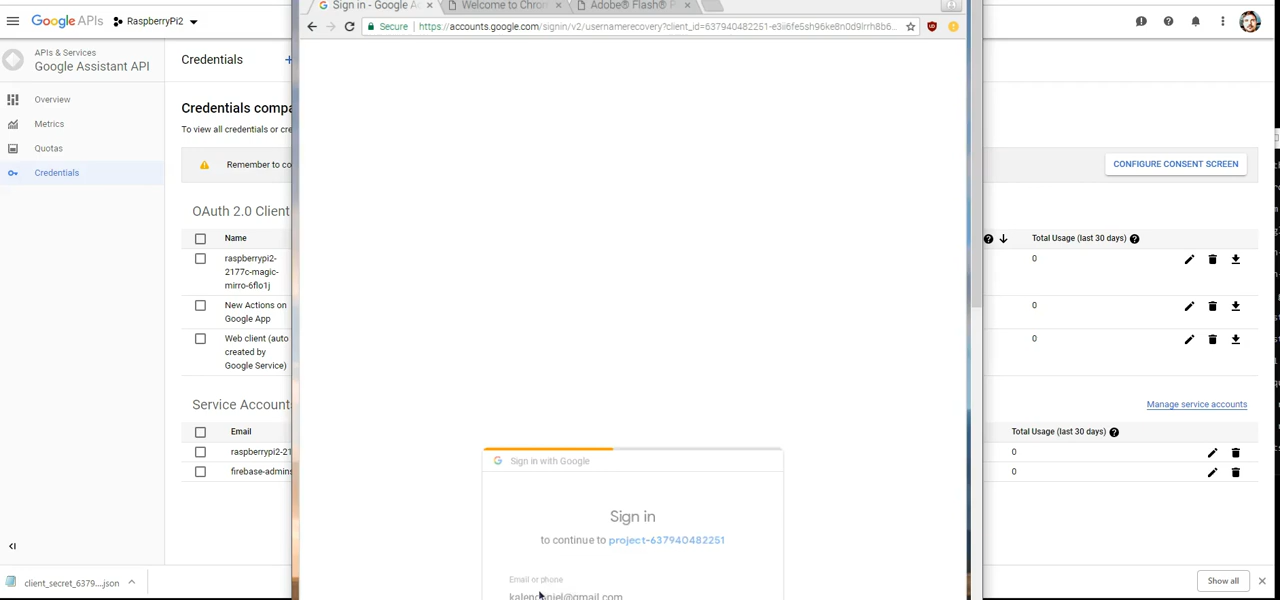 Google APIs
RaspberryPi2
Sign in - Google Ac
Welcome to Chrom
Adobe® Flash® P
Secure
https://accounts.google.com/signin/v2/usernamerecovery?client_id=637940482251-e3ii6fe5sh96ke8n0d9lrrh8b6...
APIs & Services
Google Assistant API
Overview
Metrics
Quotas
Credentials
Credentials
Credentials compa
To view all credentials or cre
Remember to co
CONFIGURE CONSENT SCREEN
OAuth 2.0 Client
Name
Total Usage (last 30 days)
raspberrypi2-
2177c-magic-
mirro-6flo1j
0
New Actions on
Google App
0
Web client (auto
created by
Google Service)
0
Service Account
Manage service accounts
Email
Total Usage (last 30 days)
raspberrypi2-21
0
firebase-admins
0
Sign in with Google
Sign in
to continue to project-637940482251
Email or phone
client_secret_6379....json
Show all